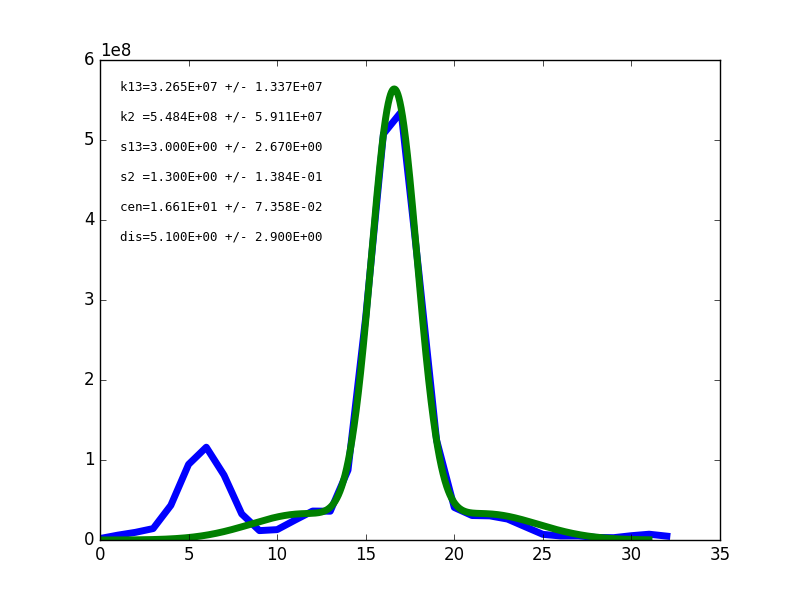 1e8
6
k13=3.265E+07 +/- 1.337E+07
k2 =5.484E+08 +/- 5.911E+07
5
s13=3.000E+00 +/- 2.670E+00
s2 =1.300E+00 +/- 1.384E-01
cen=1.661E+01 +/- 7.358E-02
4
dis=5.100E+00 +/- 2.900E+00
3
2
1
0
0 5 10 15 20 25 30 35